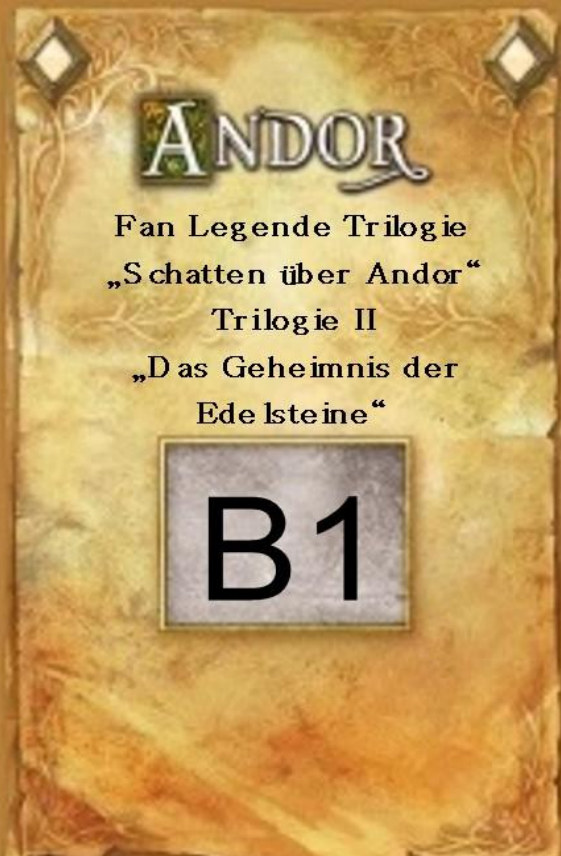 ANDOR
Fan Legende Trilogie
„Schatten über Andor“
Trilogie II
„Das Geheimnis der
Edelsteine“
B1